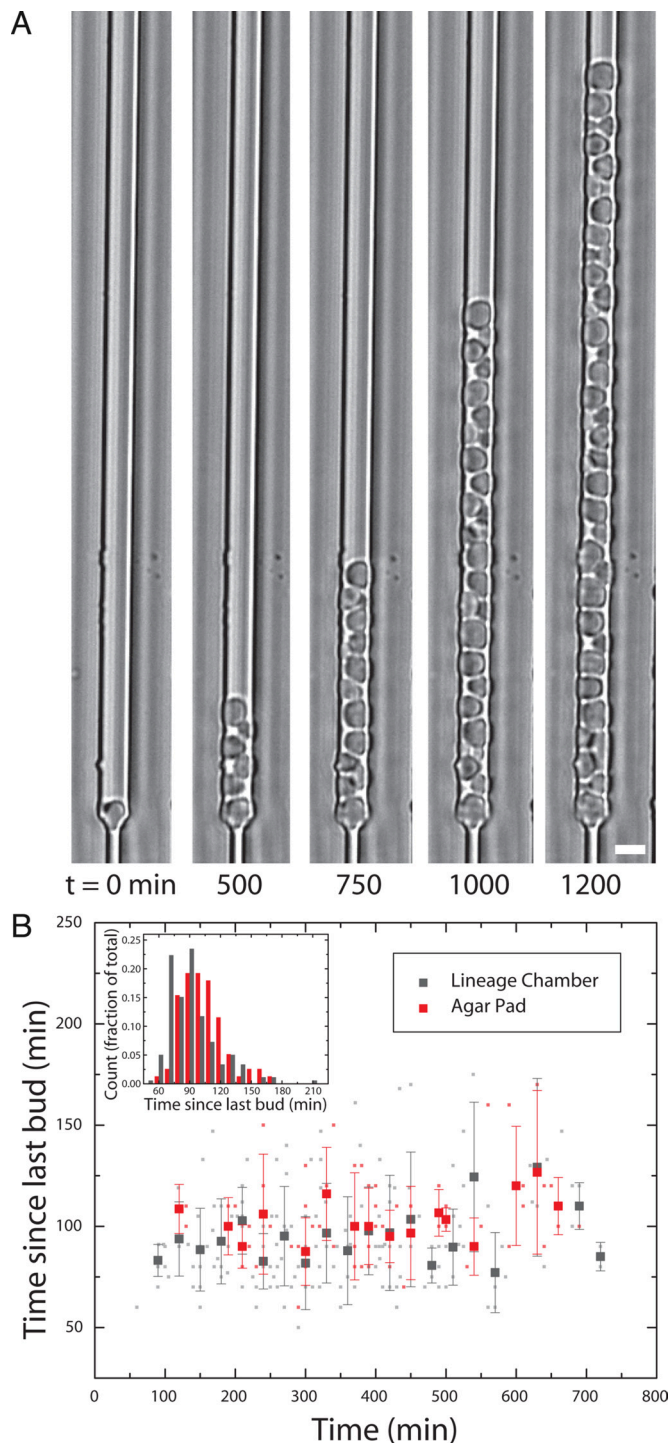 A
t = 0 min 500 750 1000 1200
B
250
200
150
100
50
Time since last bud (min)
0.25
0.20
0.15
0.10
0.05
0.00
Count (fraction of total)
60 90 120 150 180 210
Time since last bud (min)
Lineage Chamber
Agar Pad
0 100 200 300 400 500 600 700 800
Time (min)